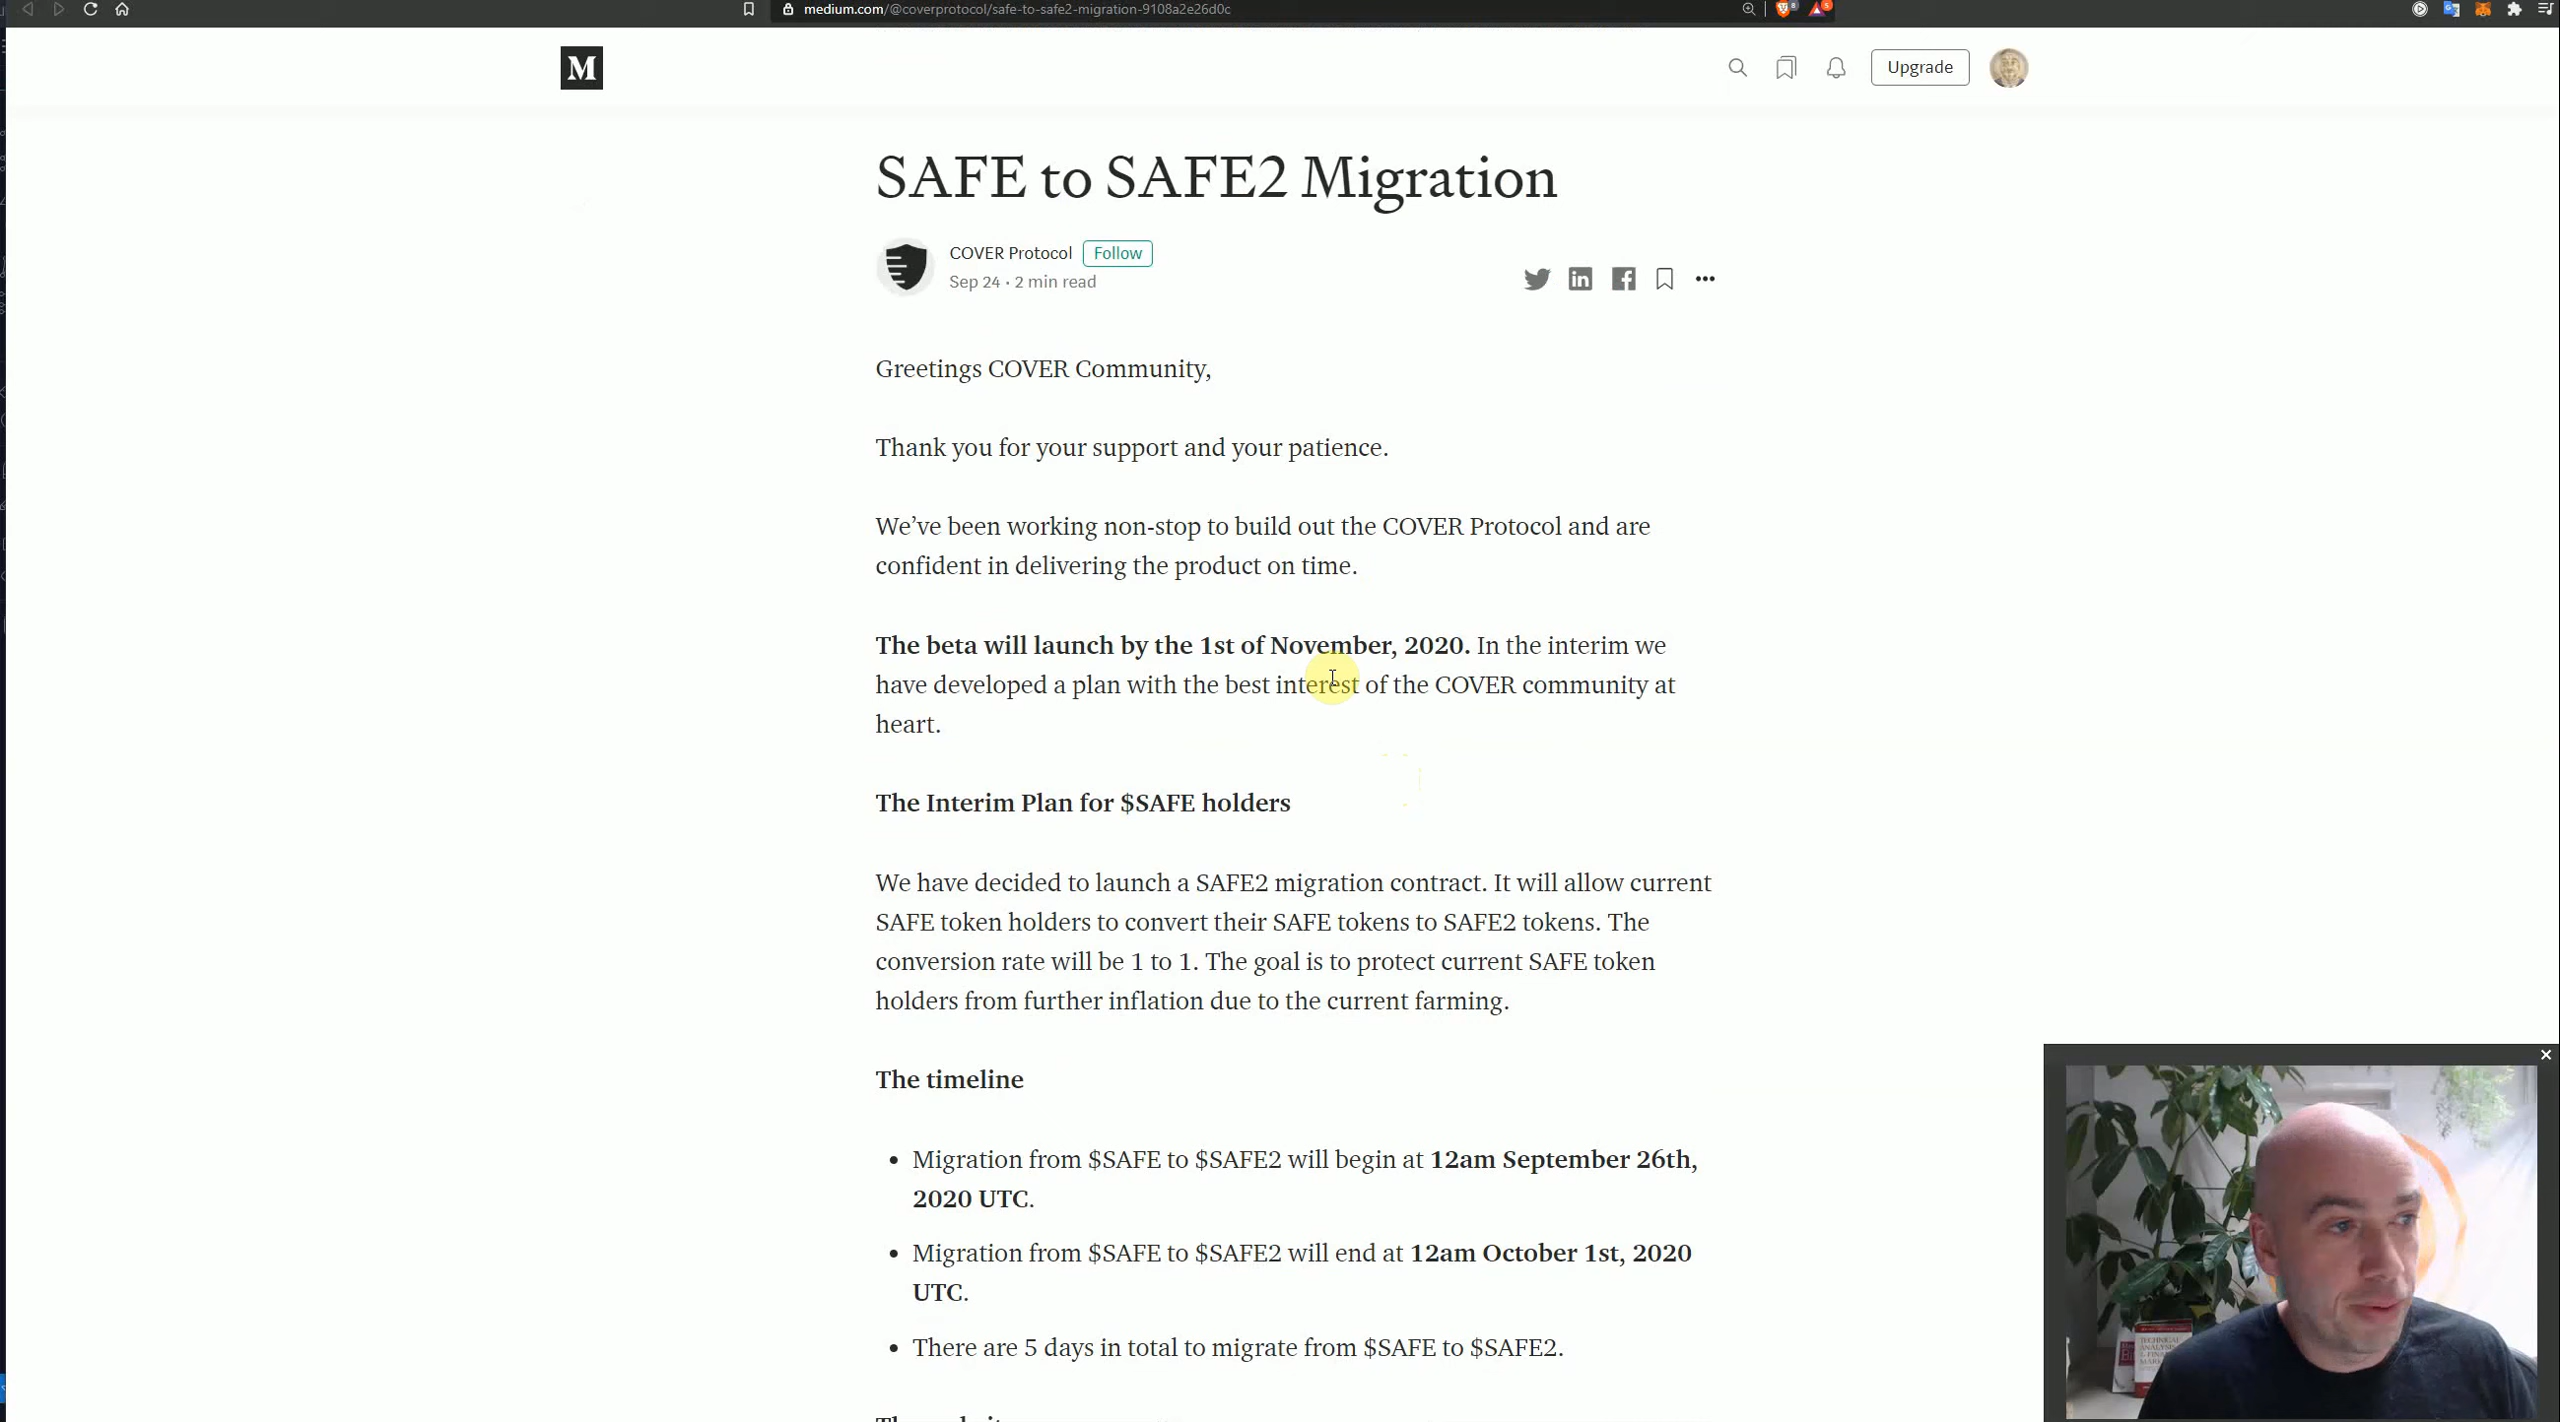 medium.com/@coverprotocol/safe-to-safe2-migration-9108a2e26d0c
8
5
M
Upgrade
SAFE to SAFE2 Migration
COVER Protocol Follow
Sep 24 · 2 min read
Greetings COVER Community,
Thank you for your support and your patience.
We’ve been working non-stop to build out the COVER Protocol and are
confident in delivering the product on time.
The beta will launch by the 1st of November, 2020. In the interim we
have developed a plan with the best interest of the COVER community at
heart.
The Interim Plan for $SAFE holders
We have decided to launch a SAFE2 migration contract. It will allow current
SAFE token holders to convert their SAFE tokens to SAFE2 tokens. The
conversion rate will be 1 to 1. The goal is to protect current SAFE token
holders from further inflation due to the current farming.
The timeline
• Migration from $SAFE to $SAFE2 will begin at 12am September 26th,
2020 UTC.
• Migration from $SAFE to $SAFE2 will end at 12am October 1st, 2020
UTC.
• There are 5 days in total to migrate from $SAFE to $SAFE2.
TECHNICAL
ANALYSIS